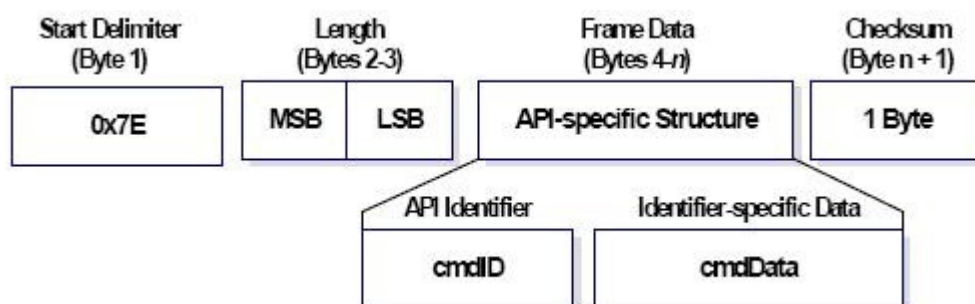 Start Delimiter
(Byte 1)
Length
(Bytes 2-3)
Frame Data
(Bytes 4-n)
Checksum
(Byte n + 1)
0x7E
MSB
LSB
API-specific Structure
1 Byte
API Identifier
Identifier-specific Data
cmdID
cmdData